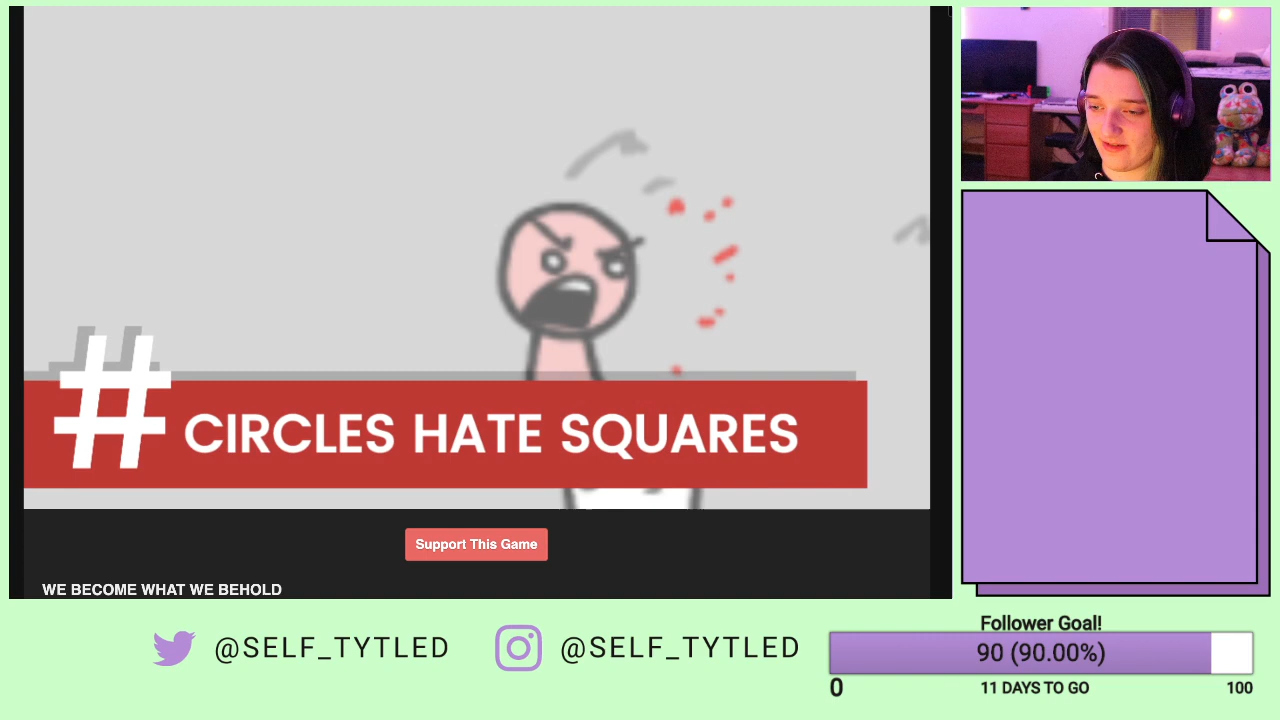 # CIRCLES HATE SQUARES
Support This Game
WE BECOME WHAT WE BEHOLD
@SELF_TYTLED
@SELF_TYTLED
Follower Goal!
90 (90.00%)
0
11 DAYS TO GO
100